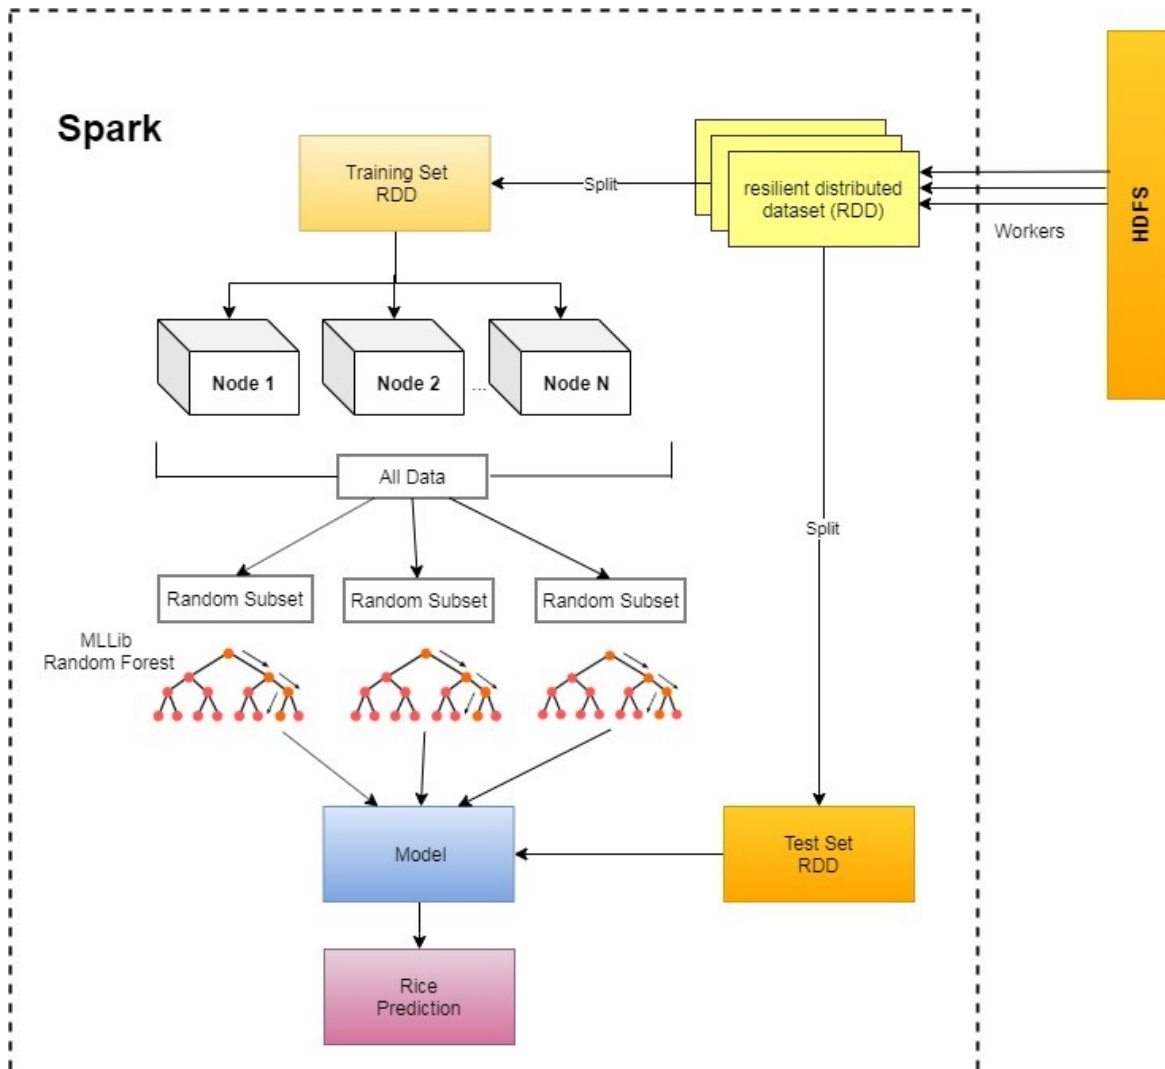 Spark
Training Set
RDD
Split
resilient distributed
dataset (RDD)
Workers
HDFS
Node 1
Node 2
...
Node N
All Data
Split
Random Subset
Random Subset
Random Subset
MLLib
Random Forest
Model
Test Set
RDD
Rice
Prediction